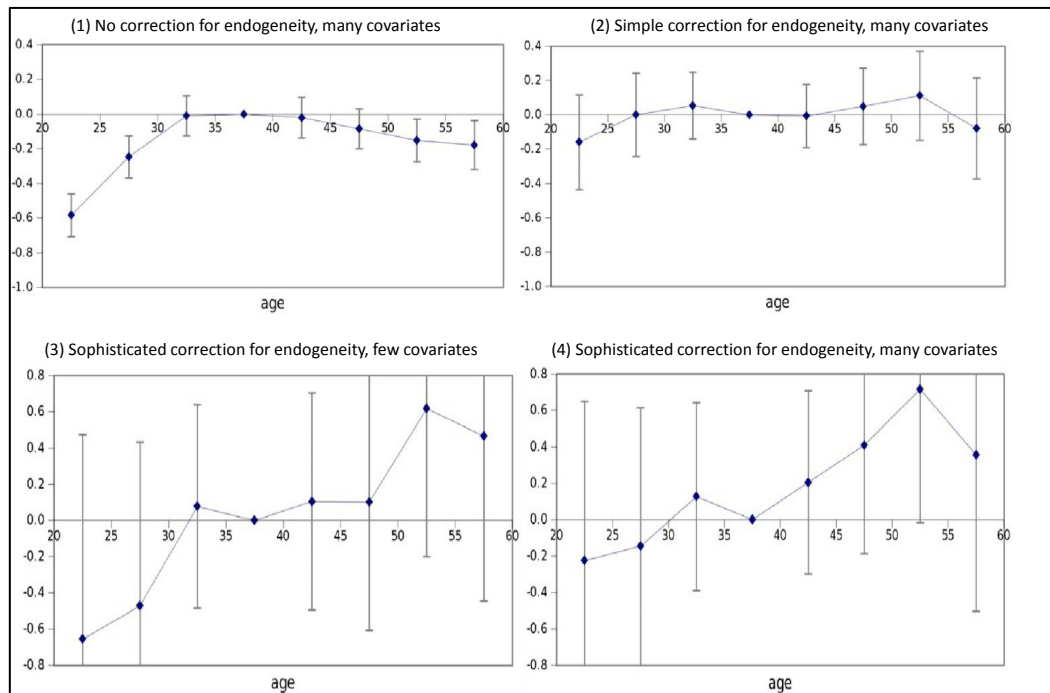 (1) No correction for endogeneity, many covariates
0.4
0.2
0.0
-0.2
-0.4
-0.6
-0.8
-1.0
20 25 30 35 40 45 50 55 60
age
(2) Simple correction for endogeneity, many covariates
0.4
0.2
0.0
-0.2
-0.4
-0.6
-0.8
-1.0
20 25 30 35 40 45 50 55 60
age
(3) Sophisticated correction for endogeneity, few covariates
0.8
0.6
0.4
0.2
0.0
-0.2
-0.4
-0.6
-0.8
20 25 30 35 40 45 50 55 60
age
(4) Sophisticated correction for endogeneity, many covariates
0.8
0.6
0.4
0.2
0.0
-0.2
-0.4
-0.6
-0.8
20 25 30 35 40 45 50 55 60
age